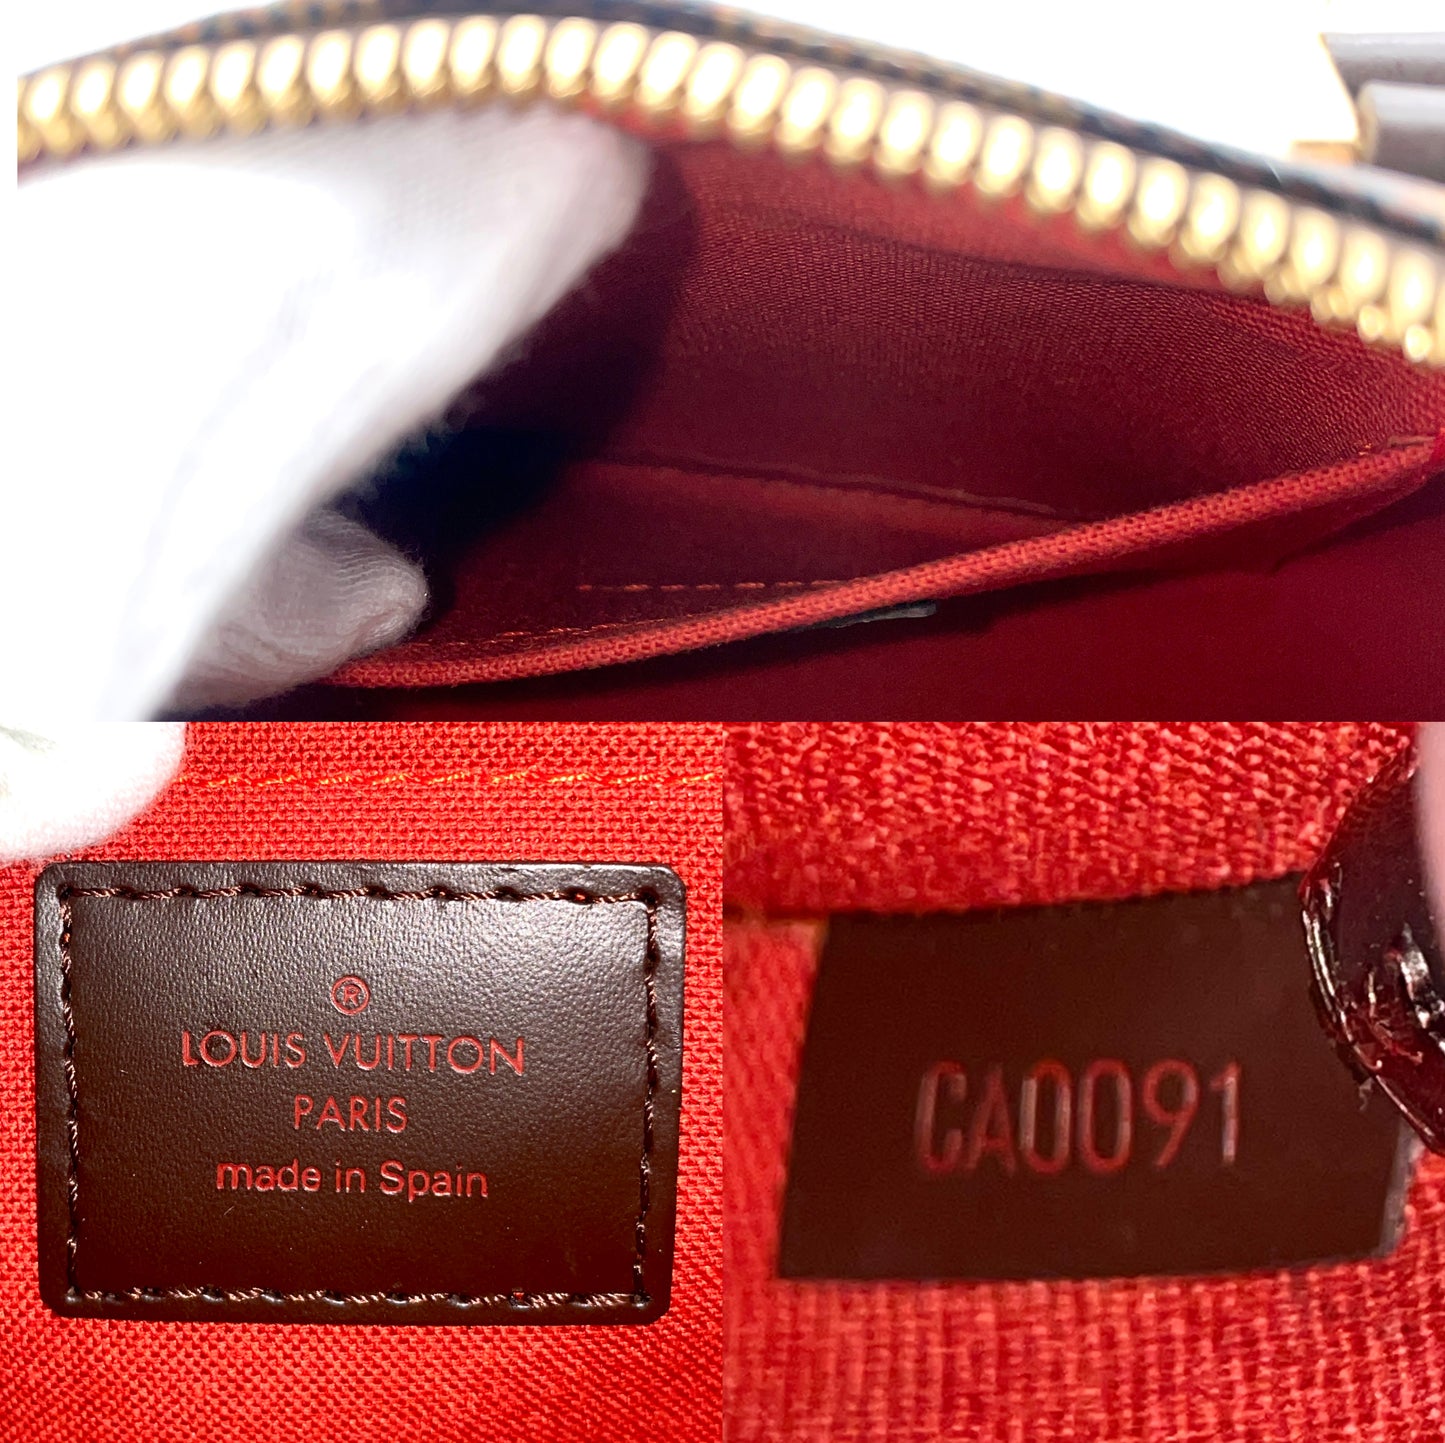 ®
LOUIS VUITTON
PARIS
made in Spain
CA0091